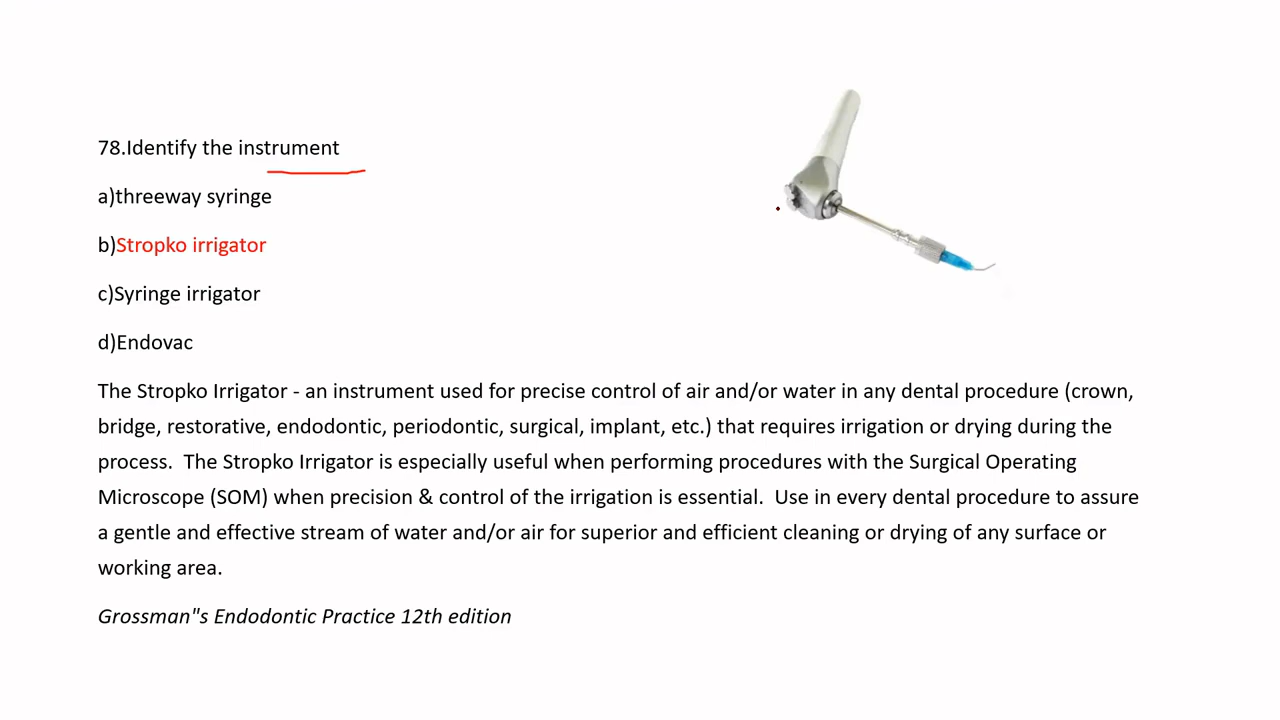 78.Identify the instrument
a)threeway syringe
b)Stropko irrigator
c)Syringe irrigator
d)Endovac
The Stropko Irrigator - an instrument used for precise control of air and/or water in any dental procedure (crown,
bridge, restorative, endodontic, periodontic, surgical, implant, etc.) that requires irrigation or drying during the
process.  The Stropko Irrigator is especially useful when performing procedures with the Surgical Operating
Microscope (SOM) when precision & control of the irrigation is essential.  Use in every dental procedure to assure
a gentle and effective stream of water and/or air for superior and efficient cleaning or drying of any surface or
working area.
Grossman"s Endodontic Practice 12th edition